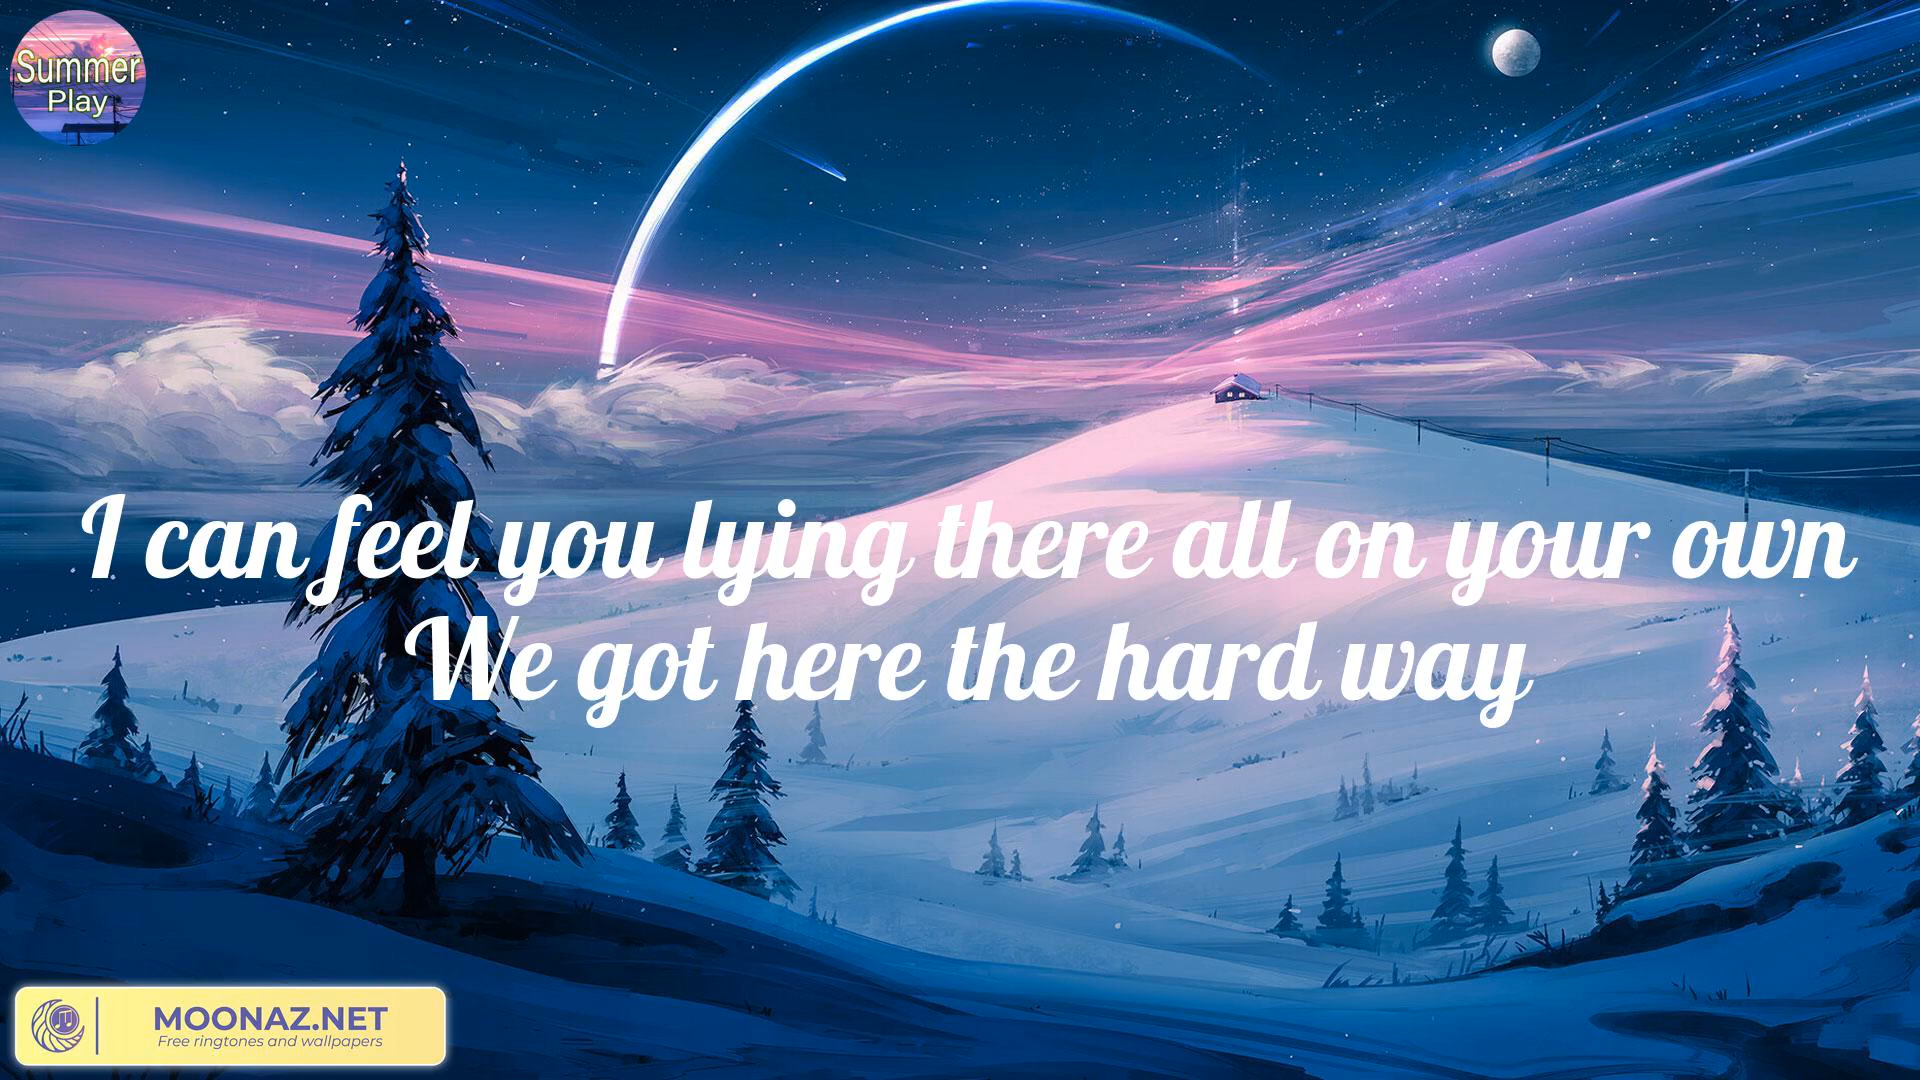 Summer
Play
I can feel you lying there all on your own
We got here the hard way
MOONAZ.NET
Free ringtones and wallpapers